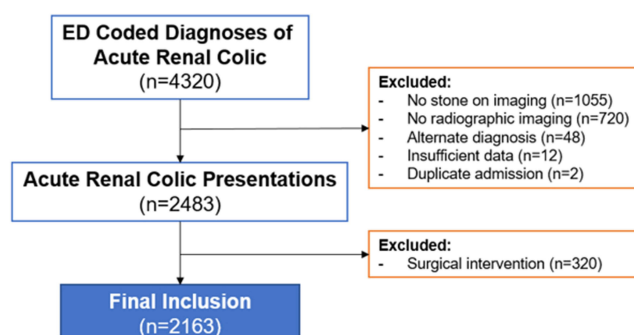 ED Coded Diagnoses of
Acute Renal Colic
(n=4320)
Excluded:
- No stone on imaging (n=1055)
- No radiographic imaging (n=720)
- Alternate diagnosis (n=48)
- Insufficient data (n=12)
- Duplicate admission (n=2)
Acute Renal Colic Presentations
(n=2483)
Excluded:
- Surgical intervention (n=320)
Final Inclusion
(n=2163)